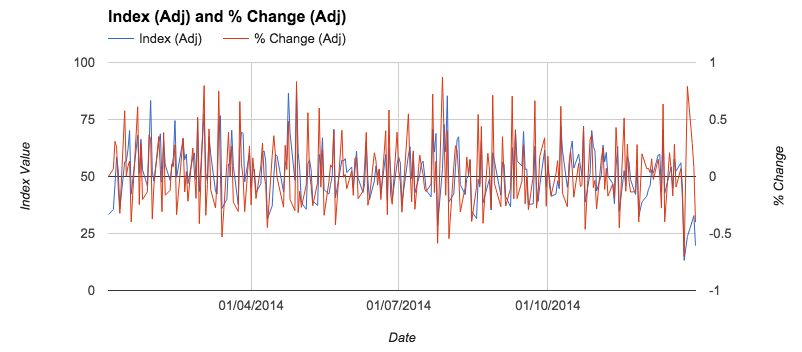 Index (Adj) and % Change (Adj)
Index (Adj) % Change (Adj)
100 1
75 0.5
50 0
25 -0.5
0 -1
Index Value
% Change
01/04/2014 01/07/2014 01/10/2014
Date